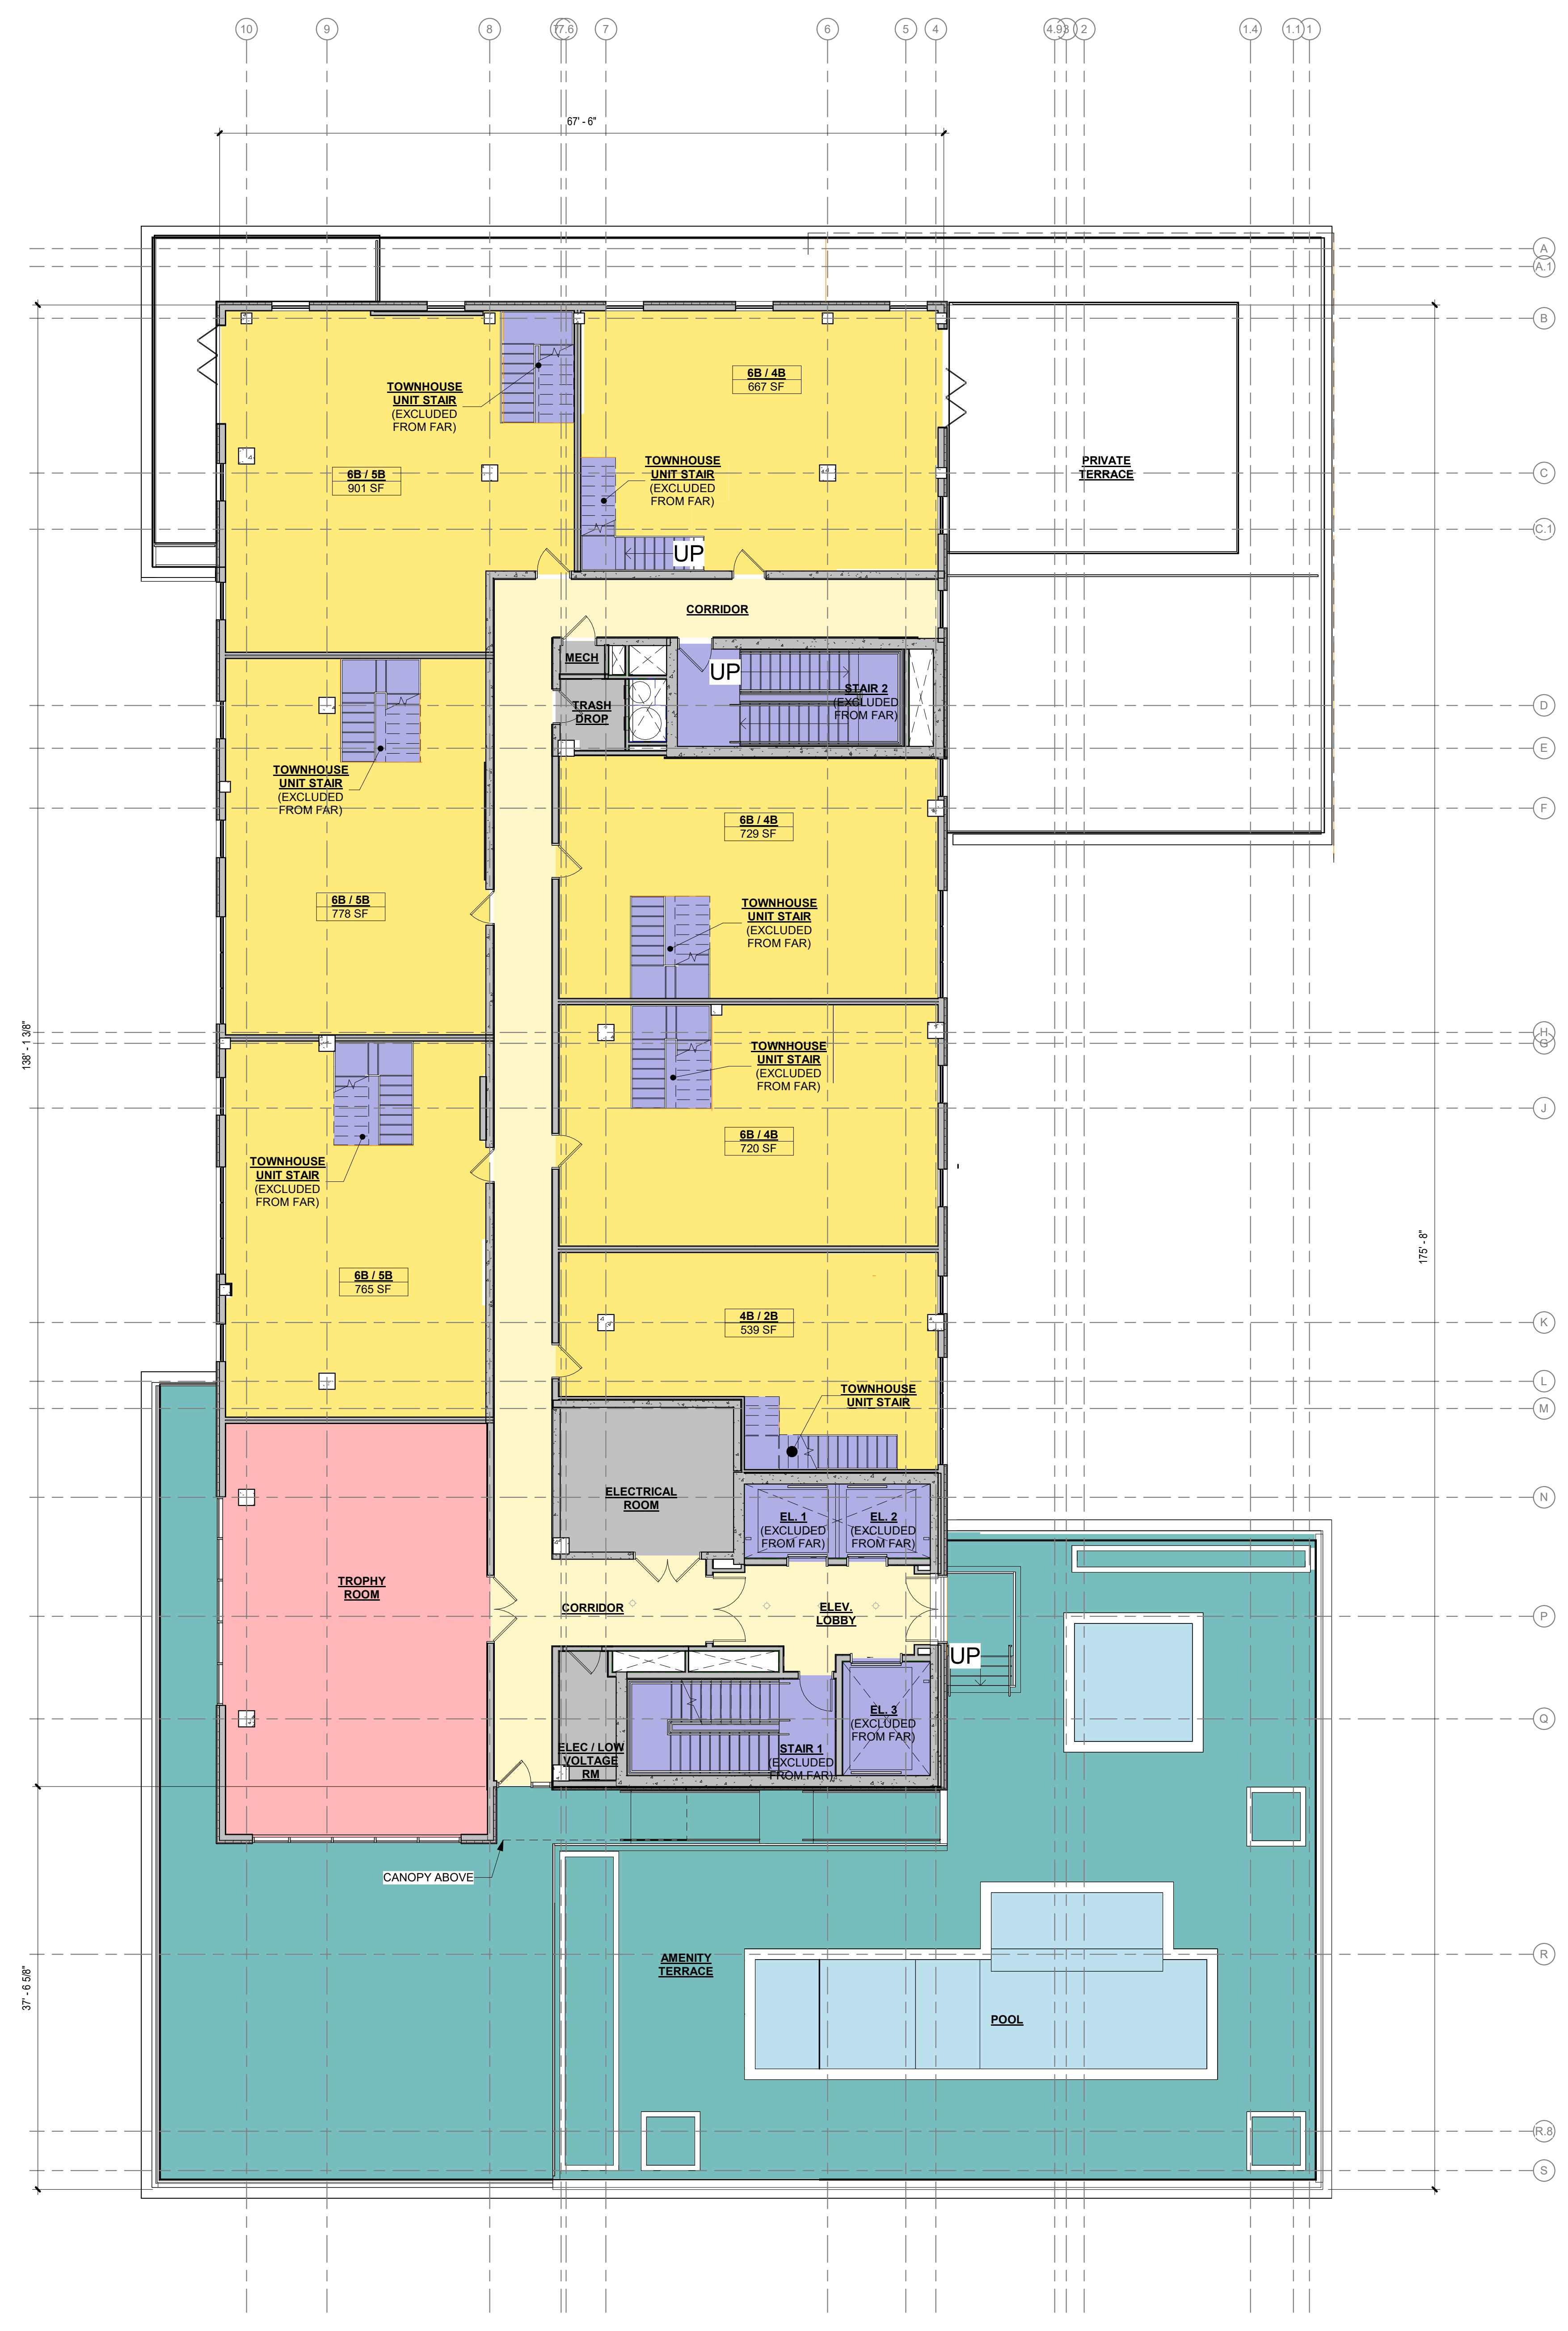 10
9
8
7.6
7
6
5
4
4.9
3
2
1.4
1.1
1
67' - 6"
A
A.1
B
6B / 4B
667 SF
TOWNHOUSE
UNIT STAIR
(EXCLUDED
FROM FAR)
TOWNHOUSE
UNIT STAIR
(EXCLUDED
FROM FAR)
PRIVATE
TERRACE
C
6B / 5B
901 SF
C.1
UP
CORRIDOR
MECH
UP
STAIR 2
(EXCLUDED
FROM FAR)
TRASH
DROP
D
E
TOWNHOUSE
UNIT STAIR
(EXCLUDED
FROM FAR)
F
6B / 4B
729 SF
6B / 5B
778 SF
TOWNHOUSE
UNIT STAIR
(EXCLUDED
FROM FAR)
138' - 1 3/8"
H
G
TOWNHOUSE
UNIT STAIR
(EXCLUDED
FROM FAR)
J
6B / 4B
720 SF
TOWNHOUSE
UNIT STAIR
(EXCLUDED
FROM FAR)
175' - 8"
6B / 5B
765 SF
4B / 2B
539 SF
K
L
TOWNHOUSE
UNIT STAIR
M
ELECTRICAL
ROOM
N
EL. 1
(EXCLUDED
FROM FAR)
EL. 2
(EXCLUDED
FROM FAR)
TROPHY
ROOM
CORRIDOR
ELEV.
LOBBY
P
UP
EL. 3
(EXCLUDED
FROM FAR)
Q
ELEC / LOW
VOLTAGE
RM
STAIR 1
(EXCLUDED
FROM FAR)
CANOPY ABOVE
AMENITY
TERRACE
R
37' - 6 5/8"
POOL
R.8
S